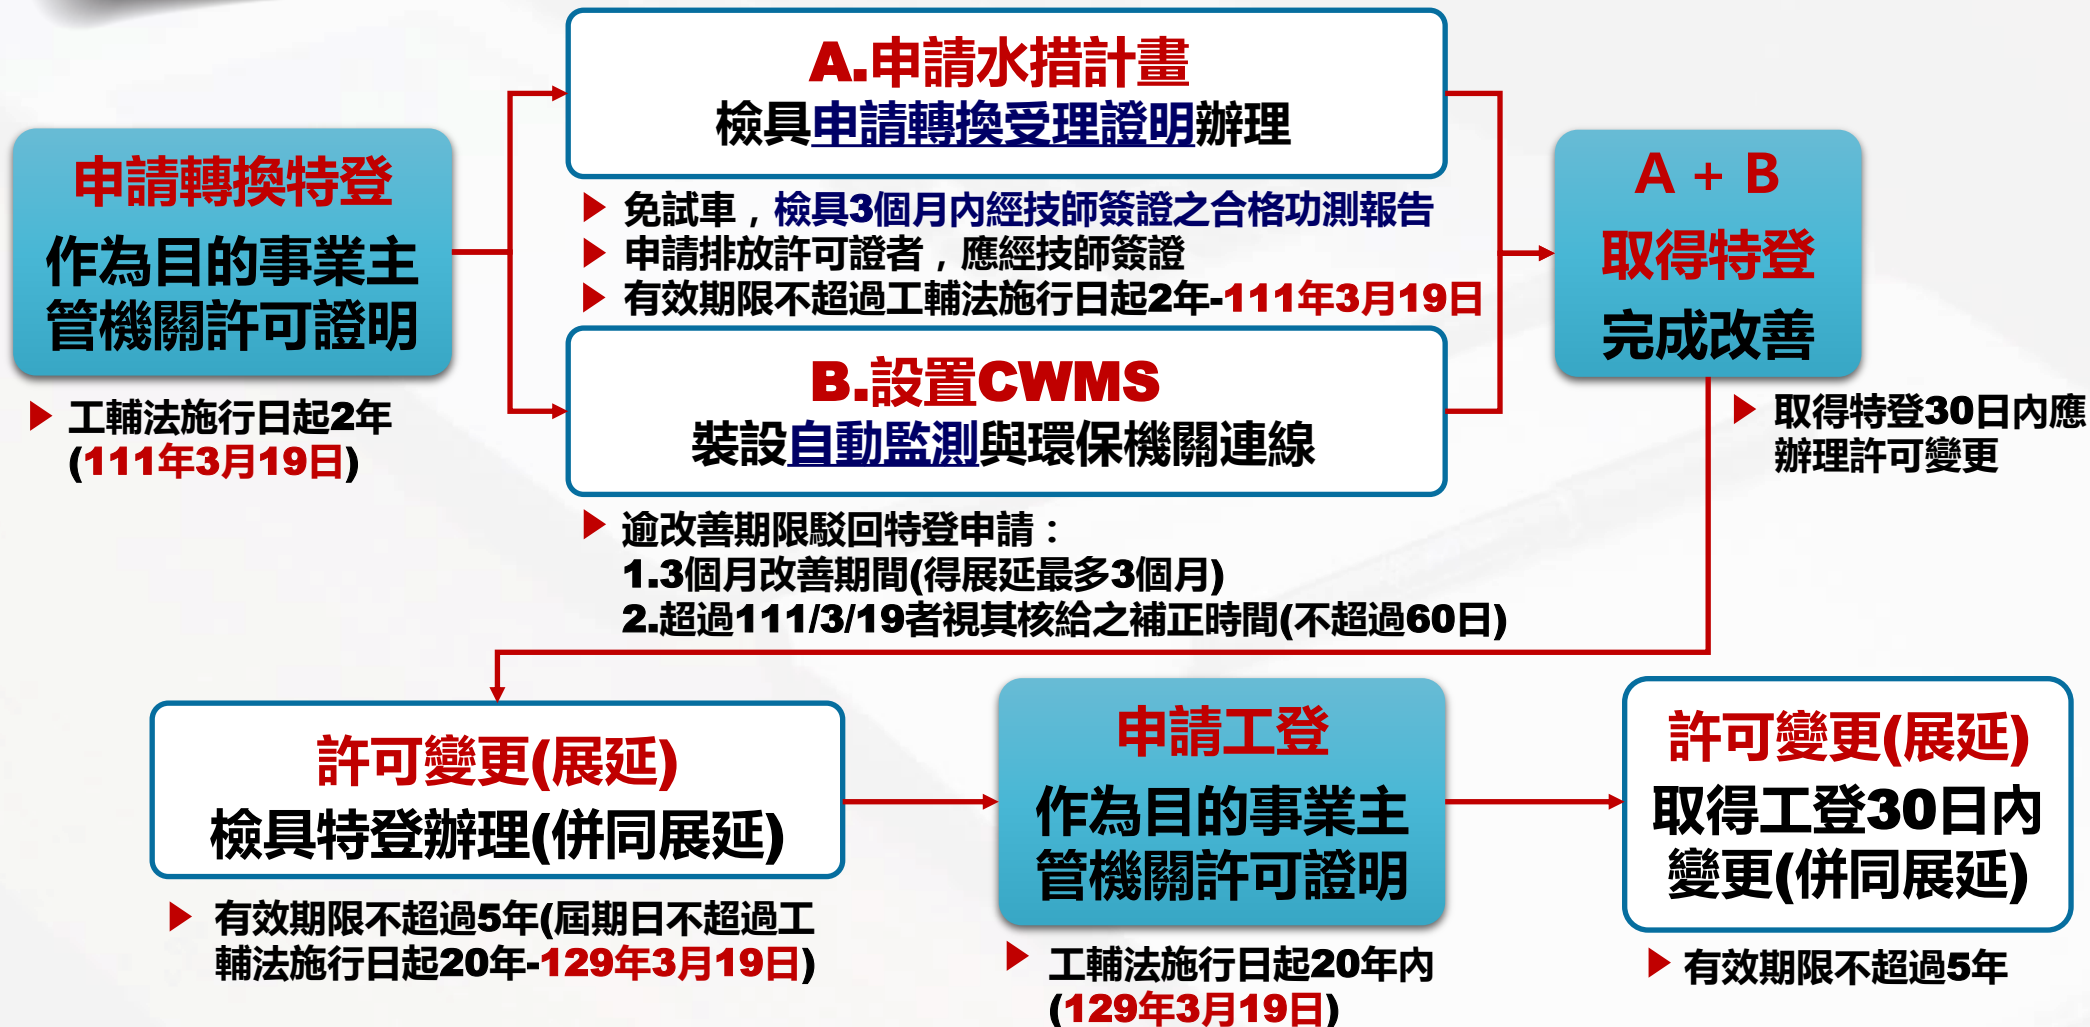 申請轉換特登
作為目的事業主
管機關許可證明
工輔法施行日起2年
(111年3月19日)
A.申請水措計畫
檢具申請轉換受理證明辦理
免試車，檢具3個月內經技師簽證之合格功測報告
申請排放許可證者，應經技師簽證
有效期限不超過工輔法施行日起2年-111年3月19日
B.設置CWMS
裝設自動監測與環保機關連線
逾改善期限駁回特登申請：
1.3個月改善期間(得展延最多3個月)
2.超過111/3/19者視其核給之補正時間(不超過60日)
A + B
取得特登
完成改善
取得特登30日內應
辦理許可變更
許可變更(展延)
檢具特登辦理(併同展延)
有效期限不超過5年(屆期日不超過工
輔法施行日起20年-129年3月19日)
申請工登
作為目的事業主
管機關許可證明
工輔法施行日起20年內
(129年3月19日)
許可變更(展延)
取得工登30日內
變更(併同展延)
有效期限不超過5年